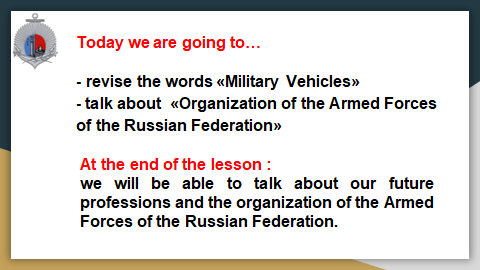 Today we are going to…
- revise the words «Military Vehicles»
- talk about «Organization of the Armed Forces
of the Russian Federation»
At the end of the lesson :
we will be able to talk about our future
professions and the organization of the Armed
Forces of the Russian Federation.